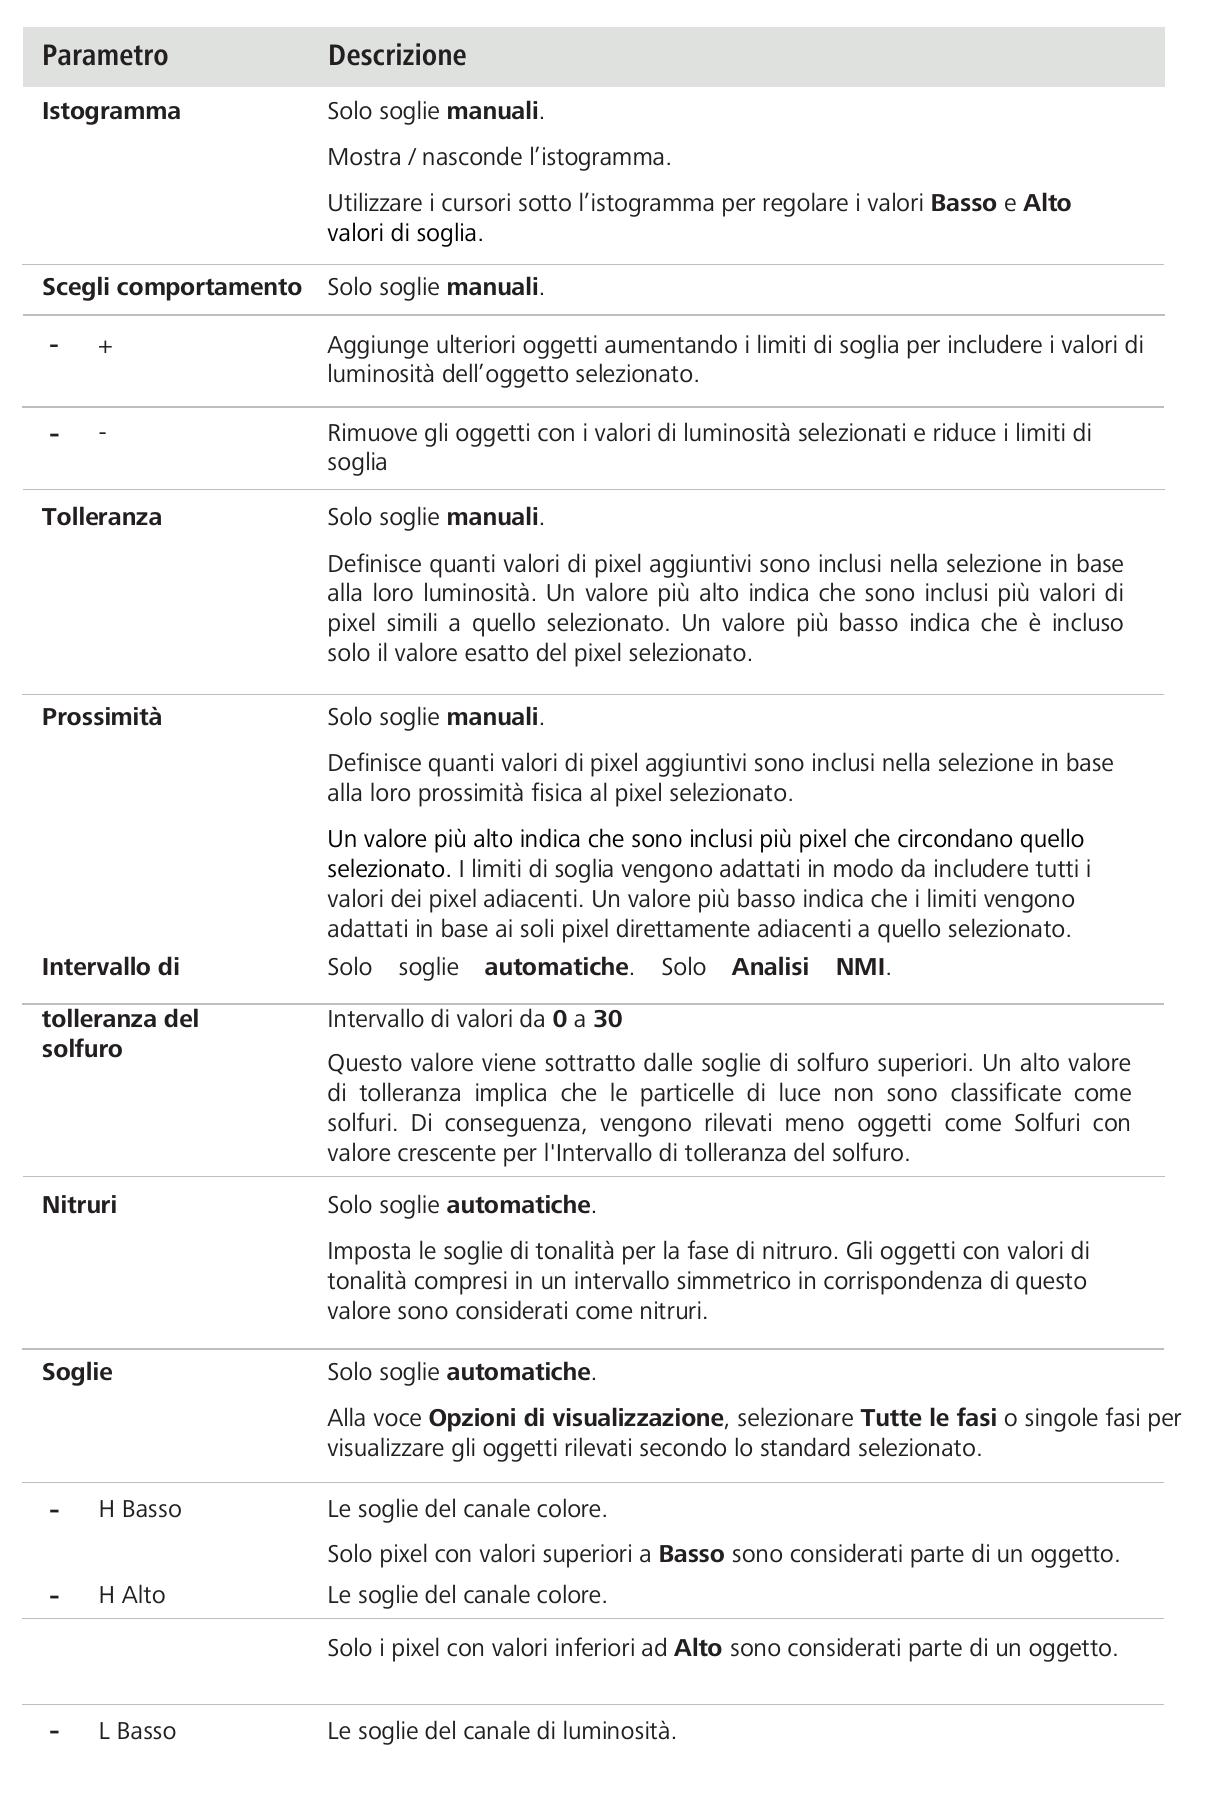 Parametro Descrizione
Istogramma Solo soglie manuali.
Mostra / nasconde l’istogramma.
Utilizzare i cursori sotto l’istogramma per regolare i valori Basso e Alto
valori di soglia.
Scegli comportamento Solo soglie manuali.
- + Aggiunge ulteriori oggetti aumentando i limiti di soglia per includere i valori di
luminosità dell’oggetto selezionato.
- - Rimuove gli oggetti con i valori di luminosità selezionati e riduce i limiti di
soglia
Tolleranza Solo soglie manuali.
Definisce quanti valori di pixel aggiuntivi sono inclusi nella selezione in base
alla loro luminosità. Un valore più alto indica che sono inclusi più valori di
pixel simili a quello selezionato. Un valore più basso indica che è incluso
solo il valore esatto del pixel selezionato.
Prossimità Solo soglie manuali.
Definisce quanti valori di pixel aggiuntivi sono inclusi nella selezione in base
alla loro prossimità fisica al pixel selezionato.
Un valore più alto indica che sono inclusi più pixel che circondano quello
selezionato. I limiti di soglia vengono adattati in modo da includere tutti i
valori dei pixel adiacenti. Un valore più basso indica che i limiti vengono
adattati in base ai soli pixel direttamente adiacenti a quello selezionato.
Intervallo di Solo soglie automatiche. Solo Analisi NMI.
tolleranza del Intervallo di valori da 0 a 30
solfuro
Questo valore viene sottratto dalle soglie di solfuro superiori. Un alto valore
di tolleranza implica che le particelle di luce non sono classificate come
solfuri. Di conseguenza, vengono rilevati meno oggetti come Solfuri con
valore crescente per l'Intervallo di tolleranza del solfuro.
Nitruri Solo soglie automatiche.
Imposta le soglie di tonalità per la fase di nitruro. Gli oggetti con valori di
tonalità compresi in un intervallo simmetrico in corrispondenza di questo
valore sono considerati come nitruri.
Soglie Solo soglie automatiche.
Alla voce Opzioni di visualizzazione, selezionare Tutte le fasi o singole fasi per
visualizzare gli oggetti rilevati secondo lo standard selezionato.
- H Basso Le soglie del canale colore.
Solo pixel con valori superiori a Basso sono considerati parte di un oggetto.
- H Alto Le soglie del canale colore.
Solo i pixel con valori inferiori ad Alto sono considerati parte di un oggetto.
- L Basso Le soglie del canale di luminosità.